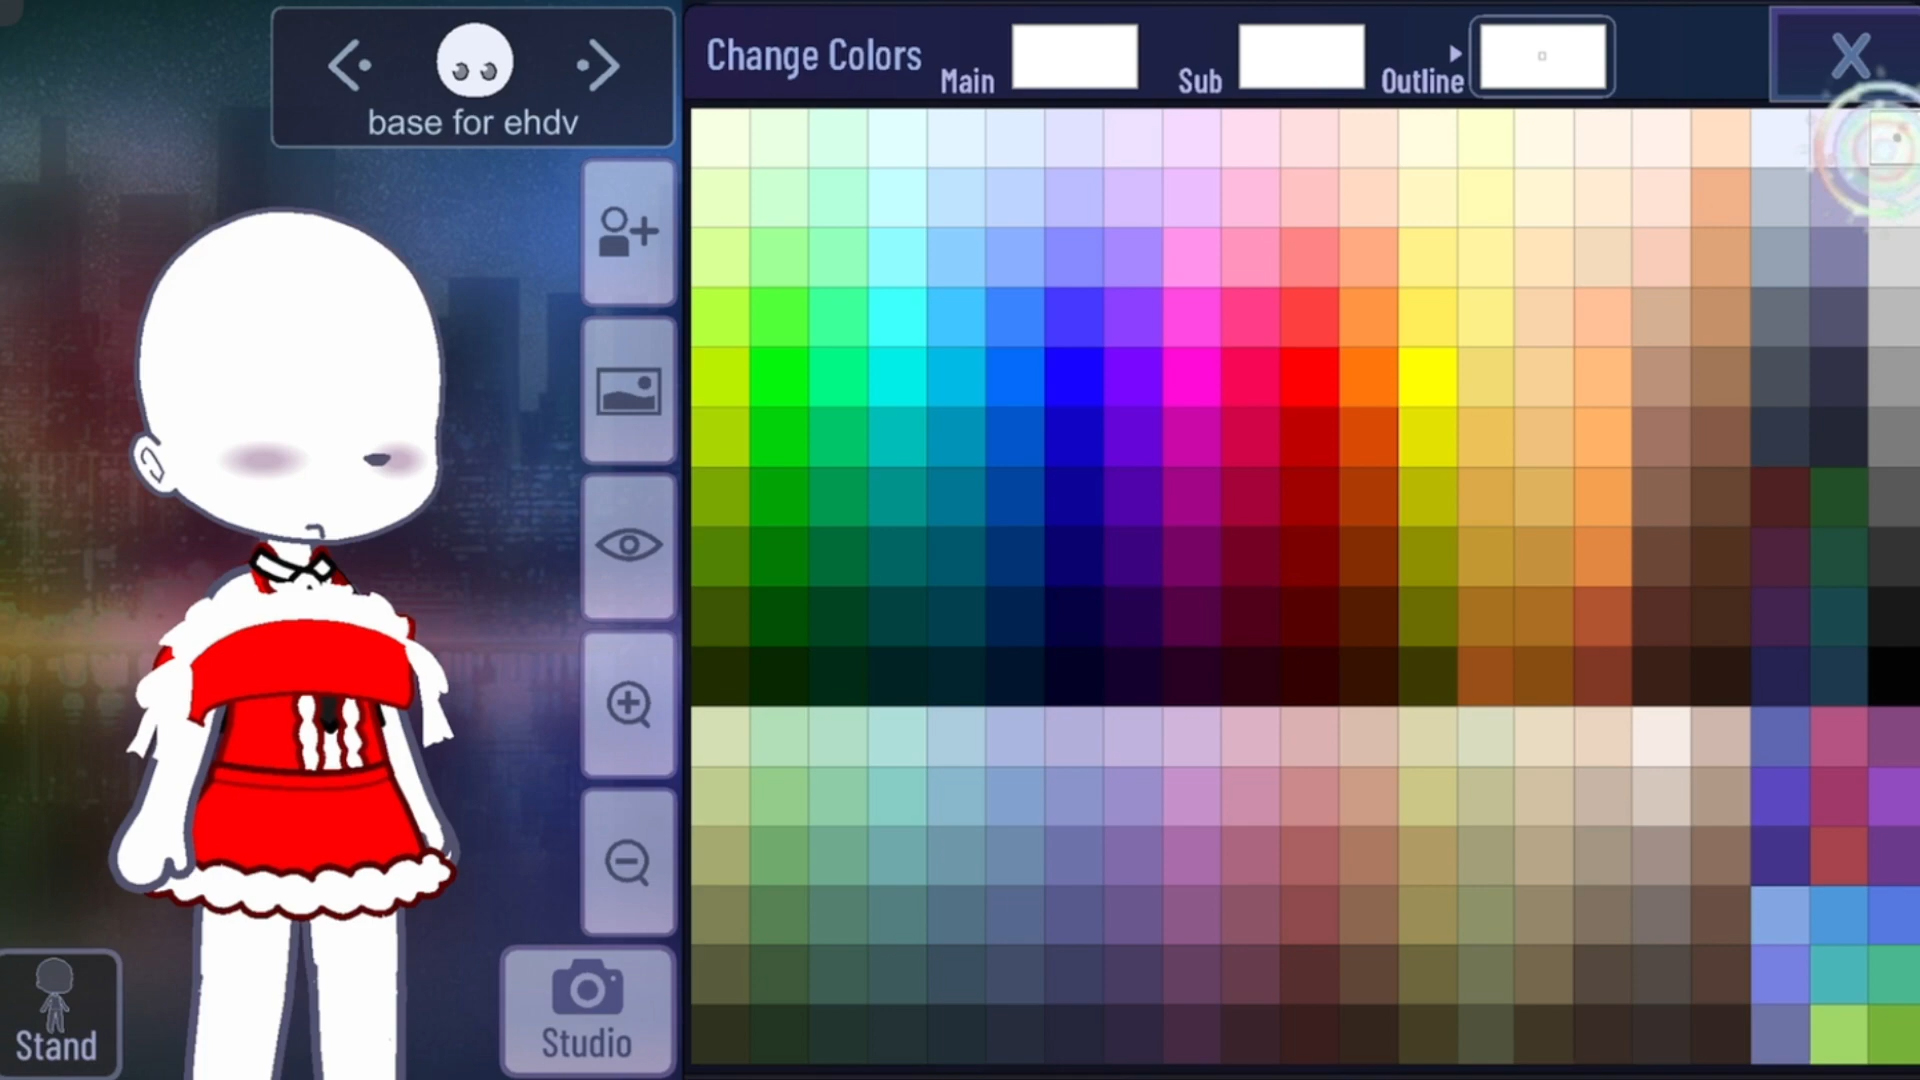 base for ehdv
Change Colors
Main
Sub
Outline
X
Stand
Studio